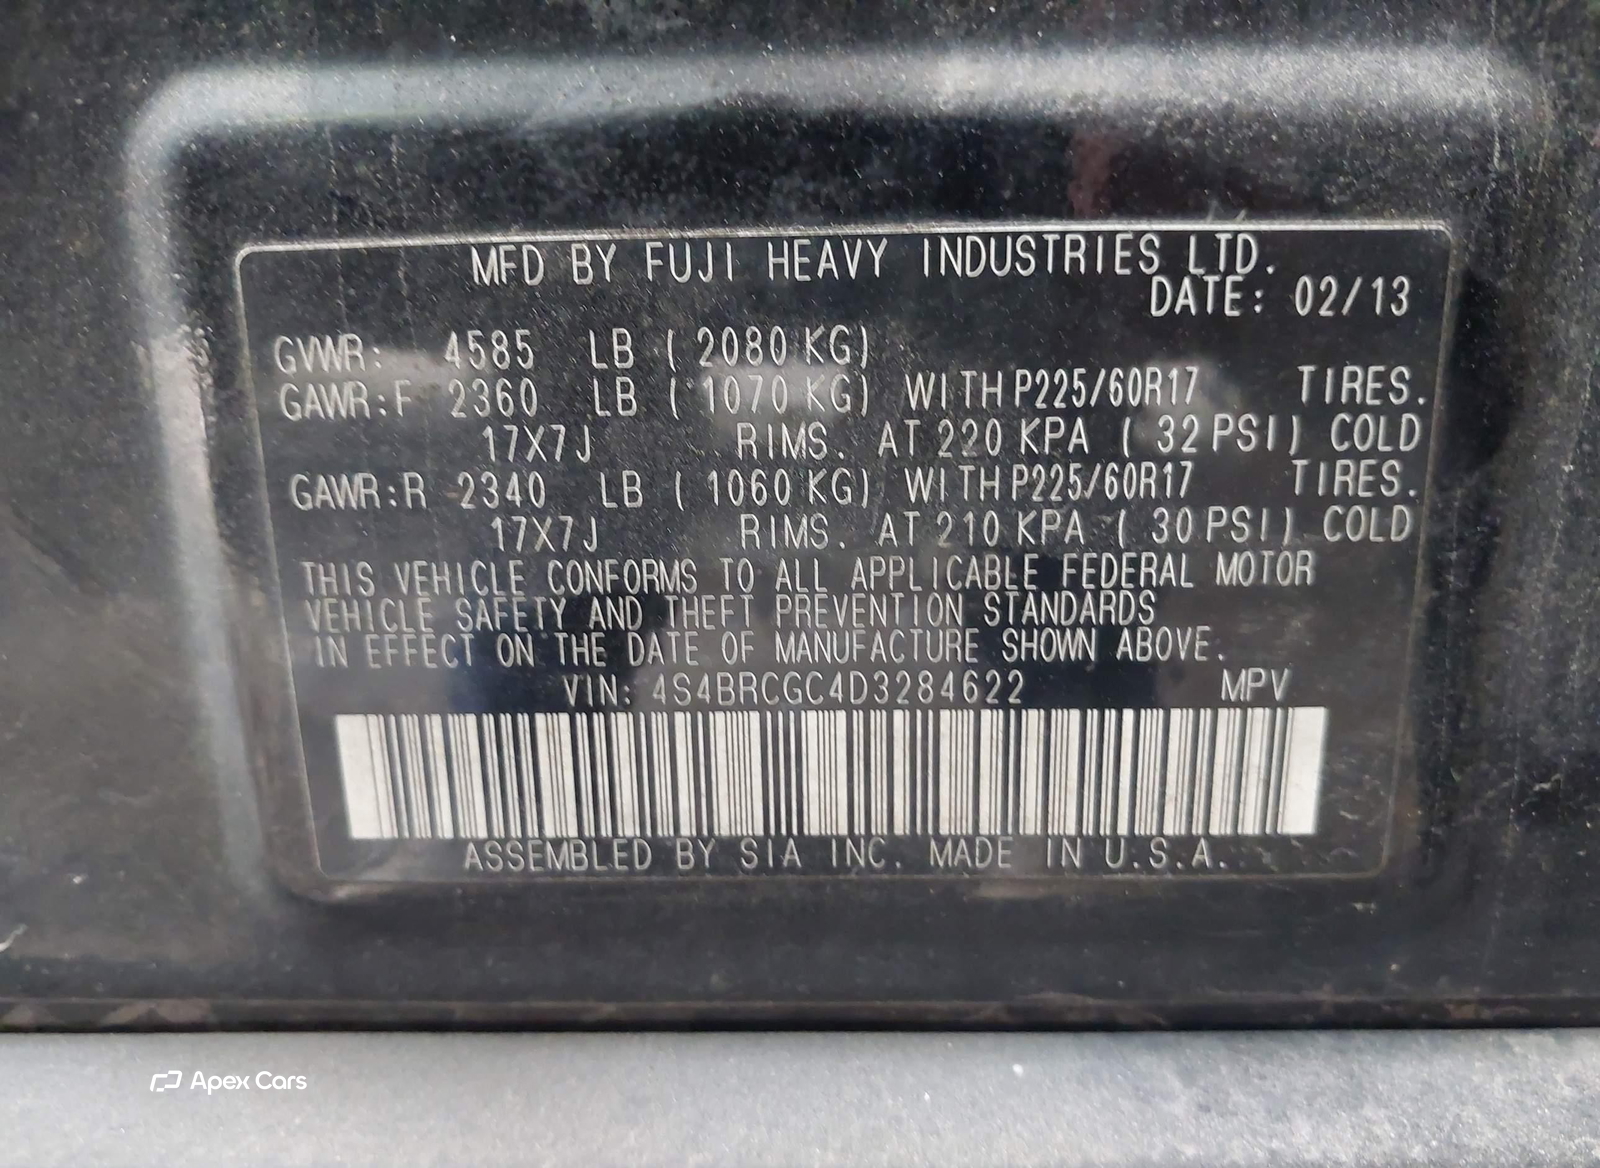 MFD BY FUJI HEAVY INDUSTRIES LTD.
DATE: 02/13
GVWR: 4585 LB ( 2080 KG)
GAWR:F 2360 LB ( 1070 KG) WITH P225/60R17 TIRES.
17X7J RIMS. AT 220 KPA ( 32 PSI) COLD
GAWR:R 2340 LB ( 1060 KG) WITH P225/60R17 TIRES.
17X7J RIMS. AT 210 KPA ( 30 PSI) COLD
THIS VEHICLE CONFORMS TO ALL APPLICABLE FEDERAL MOTOR
VEHICLE SAFETY AND THEFT PREVENTION STANDARDS
IN EFFECT ON THE DATE OF MANUFACTURE SHOWN ABOVE.
VIN: 4S4BRCGC4D3284622 MPV
ASSEMBLED BY SIA INC. MADE IN U.S.A.
Apex Cars